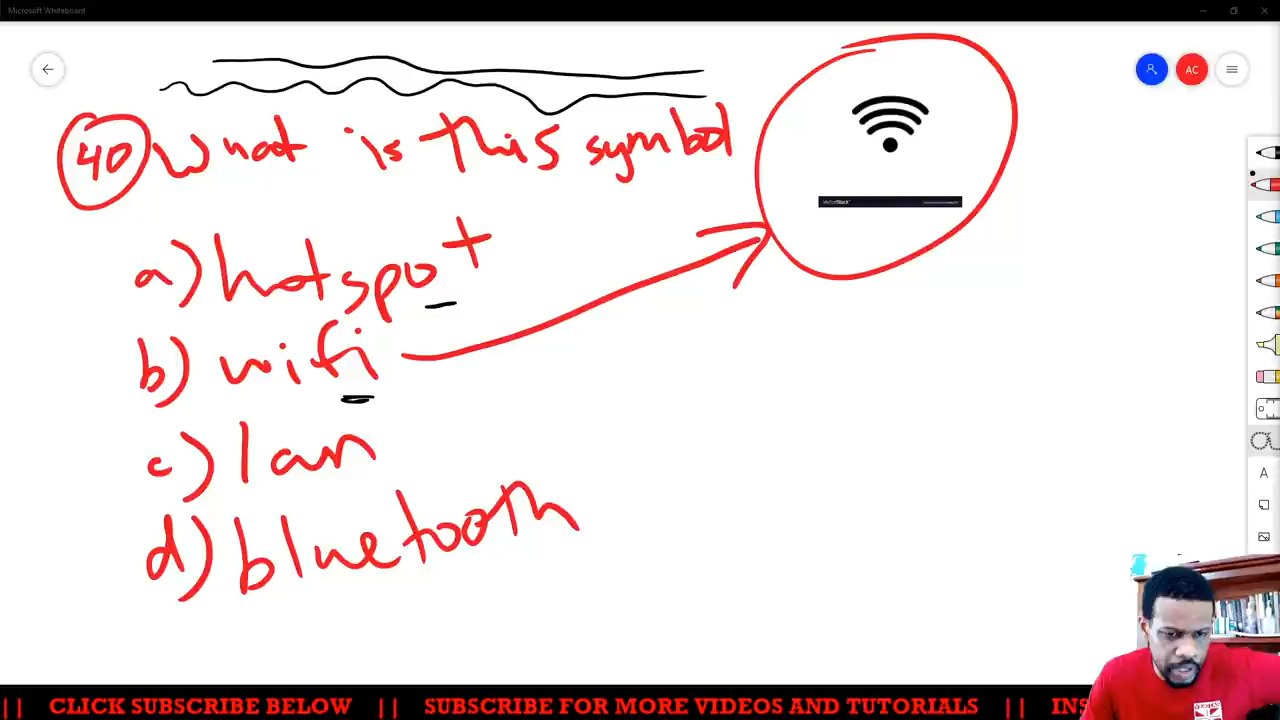 Microsoft Whiteboard
AC
40 What is this symbol
a) hotspot
b) wifi
c) lan
d) bluetooth
A
|| CLICK SUBSCRIBE BELOW || SUBSCRIBE FOR MORE VIDEOS AND TUTORIALS || INS